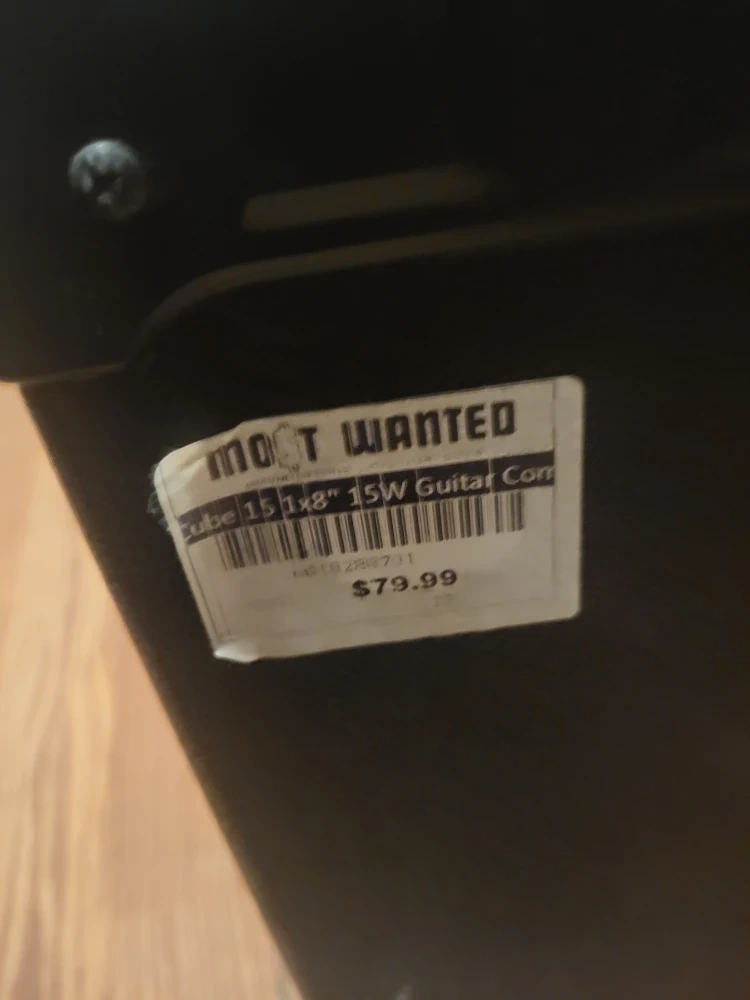 MO$T WANTED
Cube 15 1x8" 15W Guitar Com
$79.99